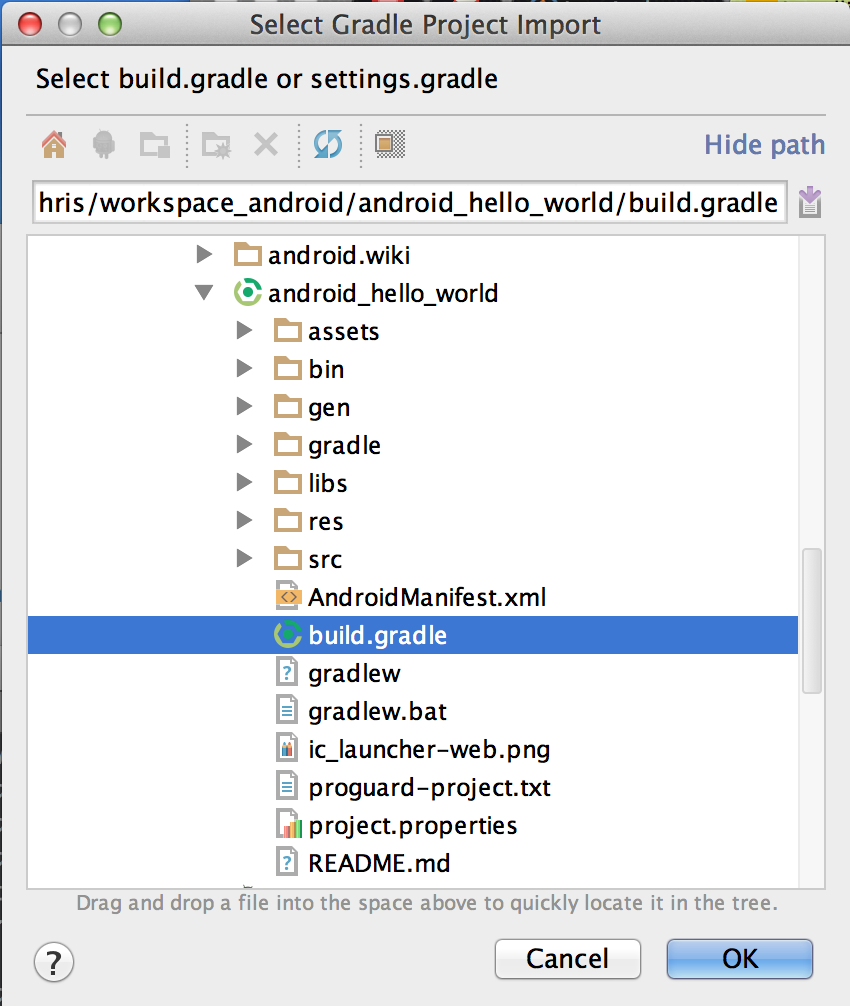 Select Gradle Project Import
Select build.gradle or settings.gradle
Hide path
hris/workspace_android/android_hello_world/build.gradle
android.wiki
android_hello_world
assets
bin
gen
gradle
libs
res
src
AndroidManifest.xml
build.gradle
gradlew
gradlew.bat
ic_launcher-web.png
proguard-project.txt
project.properties
README.md
Drag and drop a file into the space above to quickly locate it in the tree.
? Cancel OK